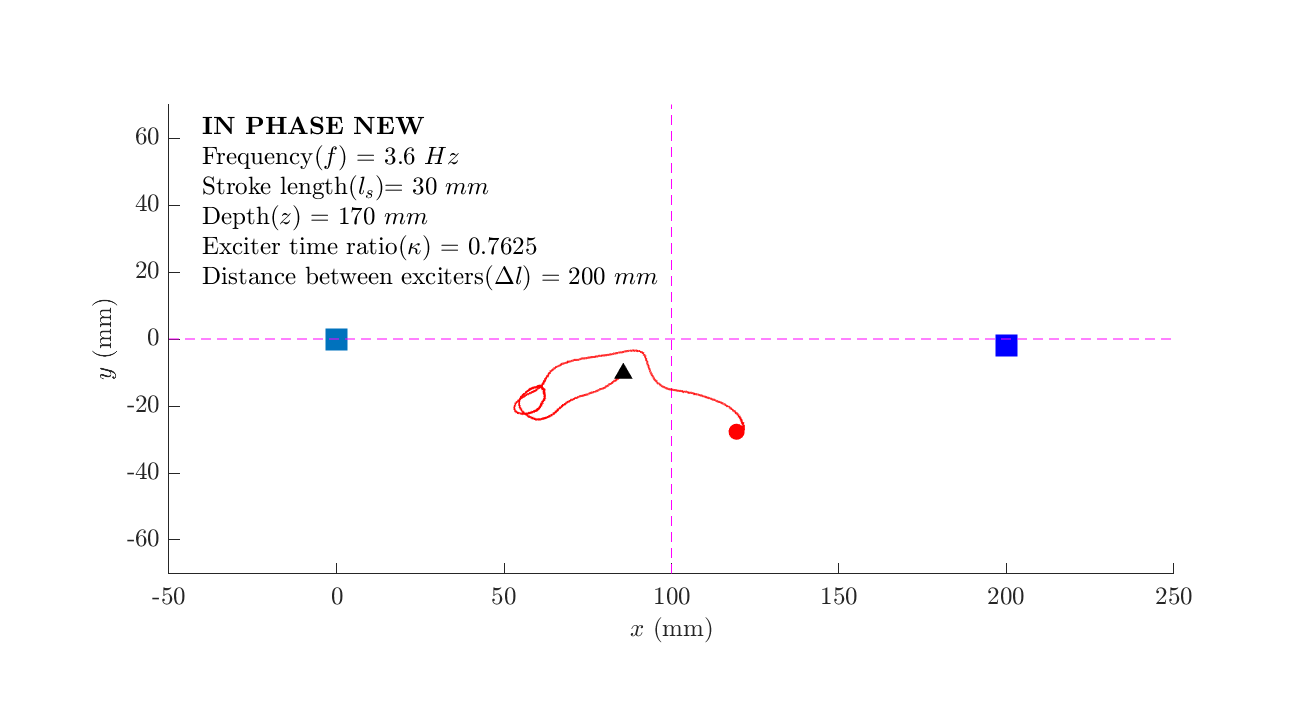 IN PHASE NEW
Frequency(f) = 3.6 Hz
Stroke length(lₛ)= 30 mm
Depth(z) = 170 mm
Exciter time ratio(κ) = 0.7625
Distance between exciters(Δl) = 200 mm
60
40
20
0
-20
-40
-60
y (mm)
-50 0 50 100 150 200 250
x (mm)